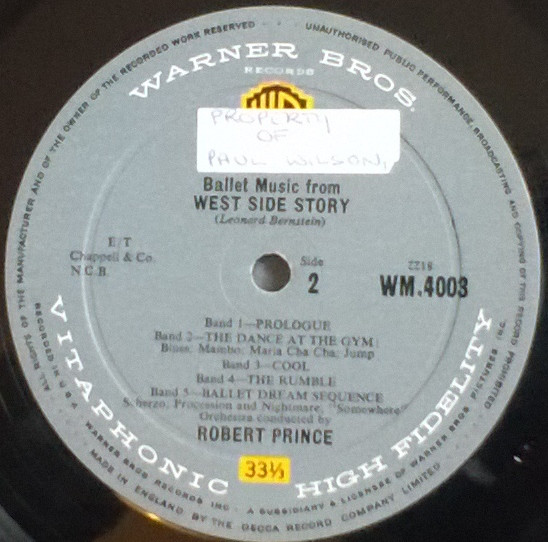 ALL RIGHTS OF THE MANUFACTURER AND OF THE OWNER OF THE RECORDED WORK RESERVED
UNAUTHORISED PUBLIC PERFORMANCE, BROADCASTING AND COPYING OF THIS RECORD PROHIBITED
WARNER BROS.
RECORDS
WB
PROPERTY
OF
PAUL WILSON,
Ballet Music from
WEST SIDE STORY
(Leonard Bernstein)
E/T
Chappell & Co.
N.C.B.
Side
2
ZZ18
WM.4003
Band 1—PROLOGUE
Band 2—THE DANCE AT THE GYM:
Blues; Mambo; Maria Cha Cha; Jump
Band 3—COOL
Band 4—THE RUMBLE
Band 5—BALLET DREAM SEQUENCE
Scherzo; Procession and Nightmare; "Somewhere"
Orchestra conducted by
ROBERT PRINCE
33⅓
VITAPHONIC HIGH FIDELITY
WARNER BROS RECORDS INC · A SUBSIDIARY & LICENSEE OF WARNER BROS PICTURES INC.
MADE IN ENGLAND BY THE DECCA RECORD COMPANY LIMITED